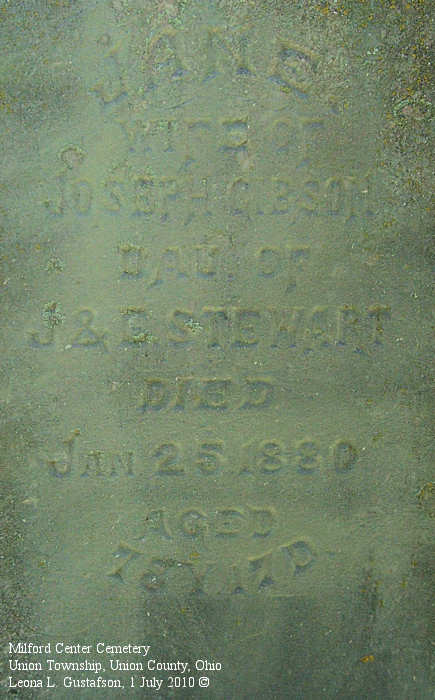 JANE,
WIFE OF
JOSEPH GIBSON
DAU. OF
J & E STEWART
DIED
JAN 25, 1880
AGED
Milford Center Cemetery
Union Township, Union County, Ohio
Leona L. Gustafson, 1 July 2010 ©